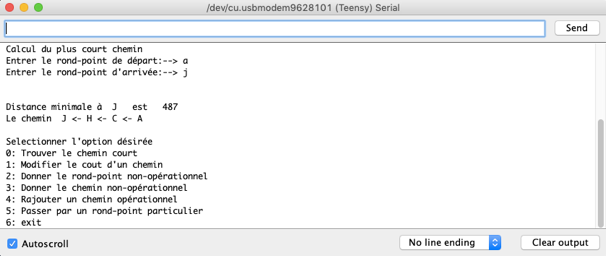 /dev/cu.usbmodem9628101 (Teensy) Serial
Send
Calcul du plus court chemin
Entrer le rond-point de départ:--> a
Entrer le rond-point d'arrivée:--> j
Distance minimale à J est 487
Le chemin J <- H <- C <- A
Selectionner l'option désirée
0: Trouver le chemin court
1: Modifier le cout d'un chemin
2: Donner le rond-point non-opérationnel
3: Donner le chemin non-opérationnel
4: Rajouter un chemin opérationnel
5: Passer par un rond-point particulier
6: exit
Autoscroll
No line ending
Clear output